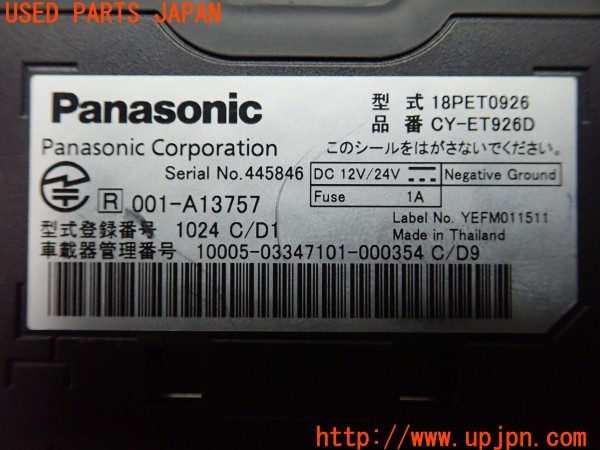 USED PARTS JAPAN
Panasonic
型 式 18PET0926
品 番 CY-ET926D
Panasonic Corporation
このシールをはがさないでください。
Serial No.445846
DC 12V/24V
Negative Ground
Fuse 1A
R 001-A13757
Label No. YEFM011511
型式登録番号 1024 C/D1
Made in Thailand
車載器管理番号 10005-03347101-000354 C/D9
http://www.upjpn.com/